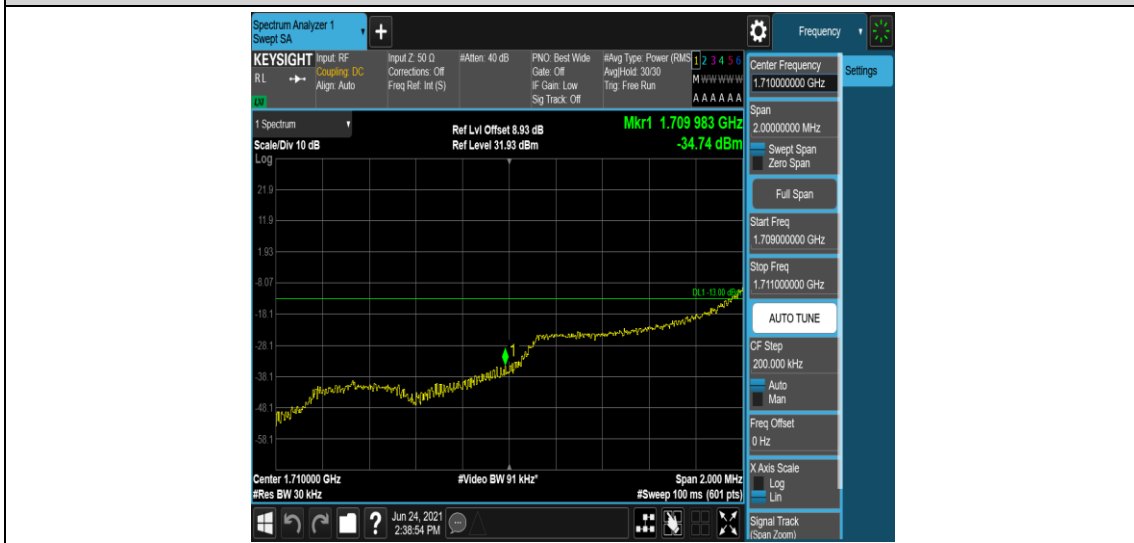 Spectrum Analyzer 1
Swept SA
+
Frequency
KEYSIGHT
RL
LXI
Input: RF
Coupling: DC
Align: Auto
Input Z: 50 Ω
Corrections: Off
Freq Ref: Int (S)
#Atten: 40 dB
PNO: Best Wide
Gate: Off
IF Gain: Low
Sig Track: Off
#Avg Type: Power (RMS
Avg|Hold: 30/30
Trig: Free Run
1 2 3 4 5 6
M W W W W W
A A A A A A
1 Spectrum
Scale/Div 10 dB
Ref Lvl Offset 8.93 dB
Ref Level 31.93 dBm
Mkr1 1.709 983 GHz
-34.74 dBm
Log
21.9
11.9
1.93
-8.07
-18.1
-28.1
-38.1
-48.1
-58.1
DL1 -13.00 dBm
1
Center 1.710000 GHz
#Res BW 30 kHz
#Video BW 91 kHz*
Span 2.000 MHz
#Sweep 100 ms (601 pts)
?
Jun 24, 2021
2:38:54 PM
Center Frequency
1.710000000 GHz
Span
2.00000000 MHz
Swept Span
Zero Span
Full Span
Start Freq
1.709000000 GHz
Stop Freq
1.711000000 GHz
AUTO TUNE
CF Step
200.000 kHz
Auto
Man
Freq Offset
0 Hz
X Axis Scale
Log
Lin
Signal Track
(Span Zoom)
Settings